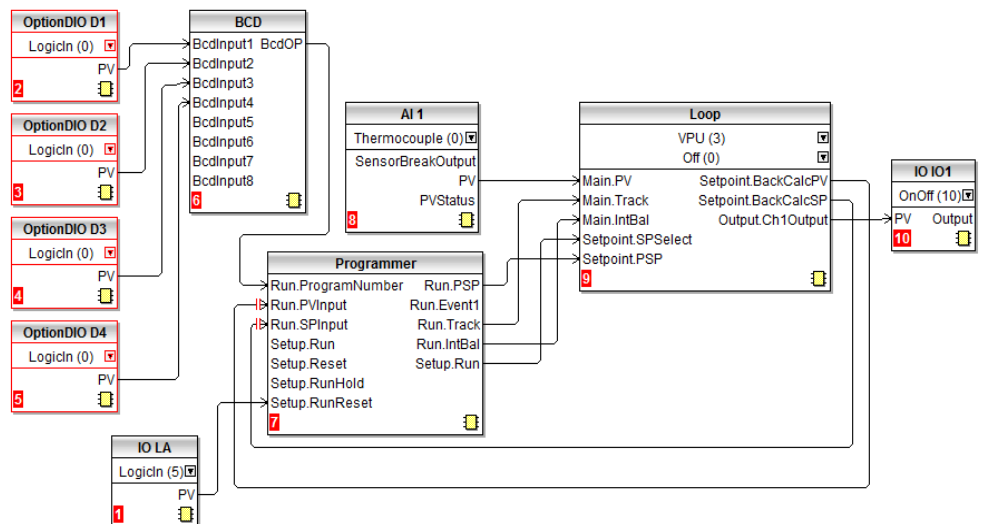 OptionDIO D1
LogicIn (0)
PV
2
OptionDIO D2
LogicIn (0)
PV
3
OptionDIO D3
LogicIn (0)
PV
4
OptionDIO D4
LogicIn (0)
PV
5
IO LA
LogicIn (5)
PV
1
BCD
BcdInput1 BcdOP
BcdInput2
BcdInput3
BcdInput4
BcdInput5
BcdInput6
BcdInput7
BcdInput8
6
AI 1
Thermocouple (0)
SensorBreakOutput
PV
PVStatus
8
Programmer
Run.ProgramNumber Run.PSP
Run.PVInput Run.Event1
Run.SPInput Run.Track
Setup.Run Run.IntBal
Setup.Reset Setup.Run
Setup.RunHold
Setup.RunReset
7
Loop
VPU (3)
Off (0)
Main.PV Setpoint.BackCalcPV
Main.Track Setpoint.BackCalcSP
Main.IntBal Output.Ch1Output
Setpoint.SPSelect
Setpoint.PSP
9
IO IO1
OnOff (10)
PV Output
10